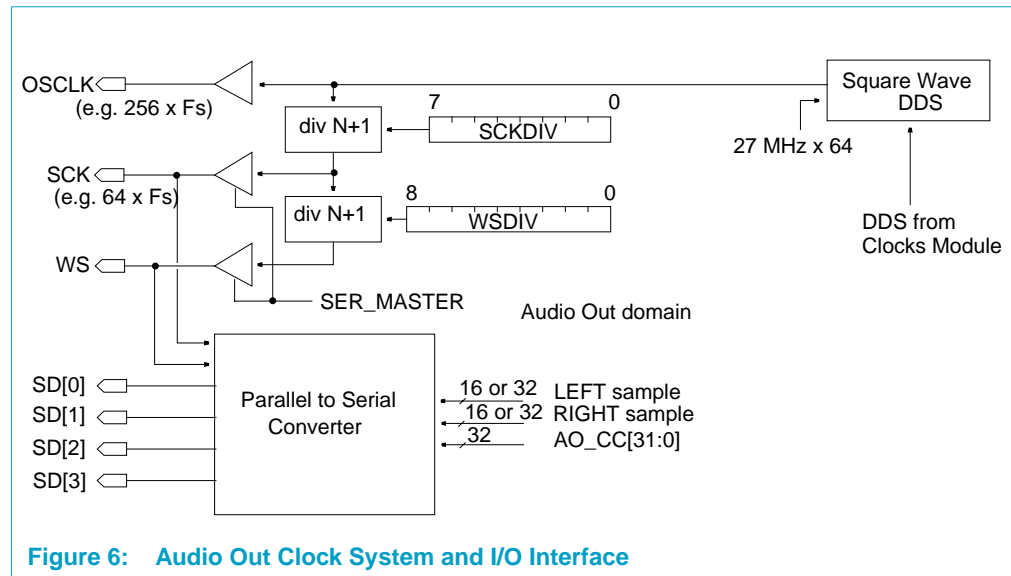 OSCLK
(e.g. 256 x Fs)
Square Wave
DDS
7 0
div N+1
SCKDIV
27 MHz x 64
SCK
(e.g. 64 x Fs)
8 0
div N+1
WSDIV
DDS from
Clocks Module
WS
SER_MASTER
Audio Out domain
SD[0]
SD[1]
SD[2]
SD[3]
Parallel to Serial
Converter
16 or 32 LEFT sample
16 or 32 RIGHT sample
32 AO_CC[31:0]
Figure 6: Audio Out Clock System and I/O Interface